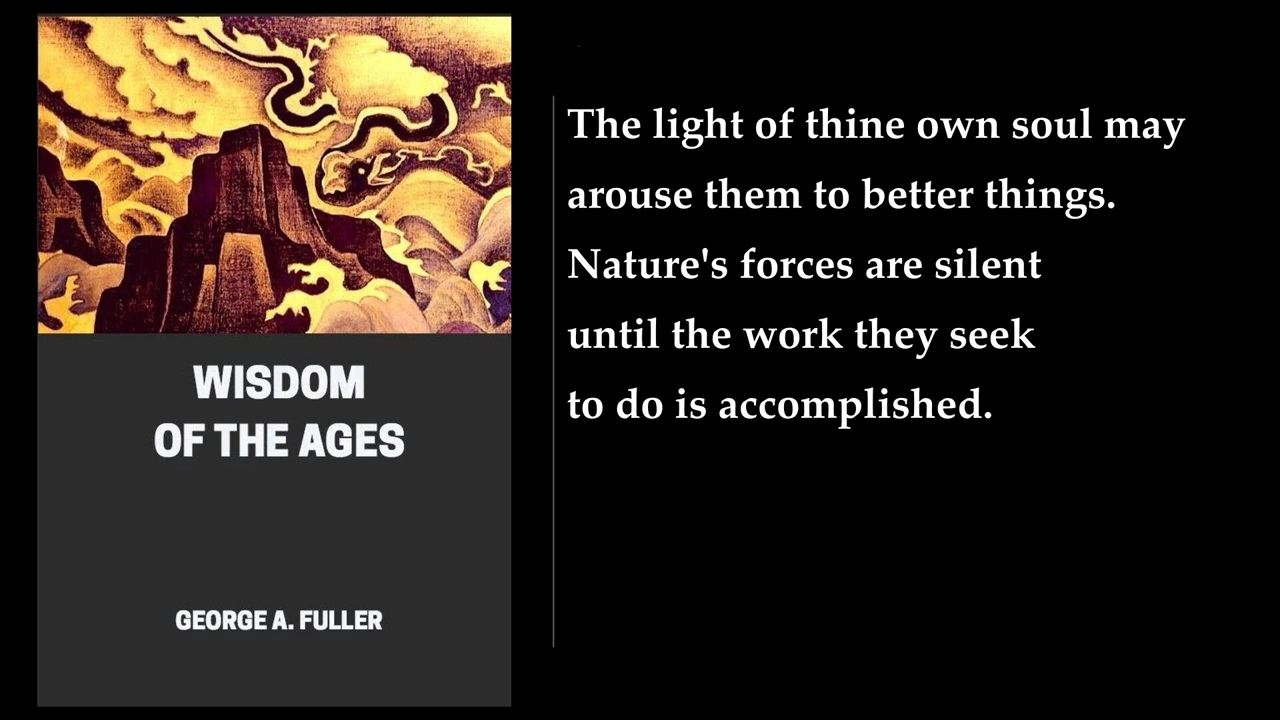 WISDOM
OF THE AGES
GEORGE A. FULLER
The light of thine own soul may
arouse them to better things.
Nature's forces are silent
until the work they seek
to do is accomplished.